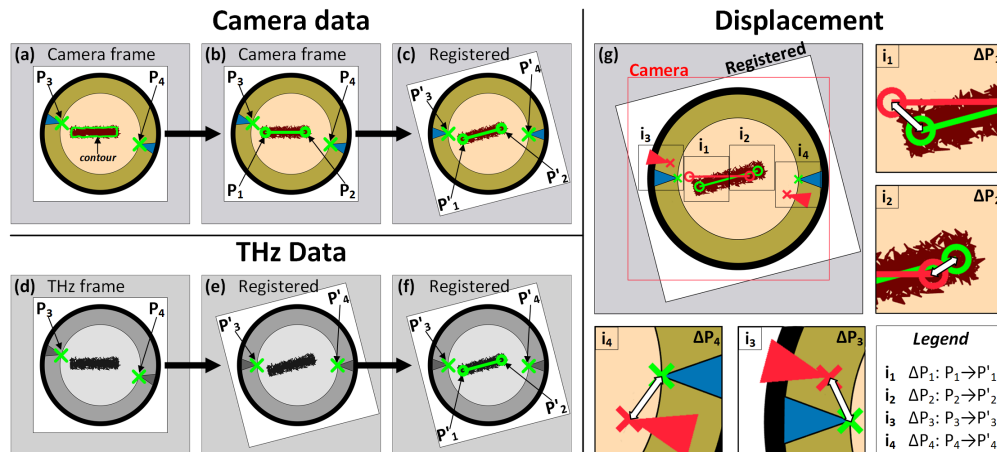 Camera data
(a) Camera frame
P3
P4
contour
(b) Camera frame
P3
P4
P1
P2
(c) Registered
P'3
P'4
P'1
P'2
THz Data
(d) THz frame
P3
P4
(e) Registered
P'3
P'4
(f) Registered
P'3
P'4
P'1
P'2
Displacement
(g)
Camera
Registered
i3
i1
i2
i4
i1 ΔP1
i2 ΔP2
i4 ΔP4
i3 ΔP3
Legend
i1 ΔP1: P1→P'1
i2 ΔP2: P2→P'2
i3 ΔP3: P3→P'3
i4 ΔP4: P4→P'4